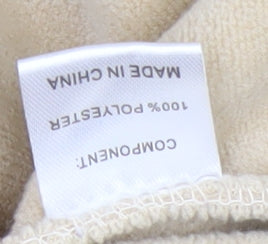 COMPONENT:
100% POLYESTER
MADE IN CHINA